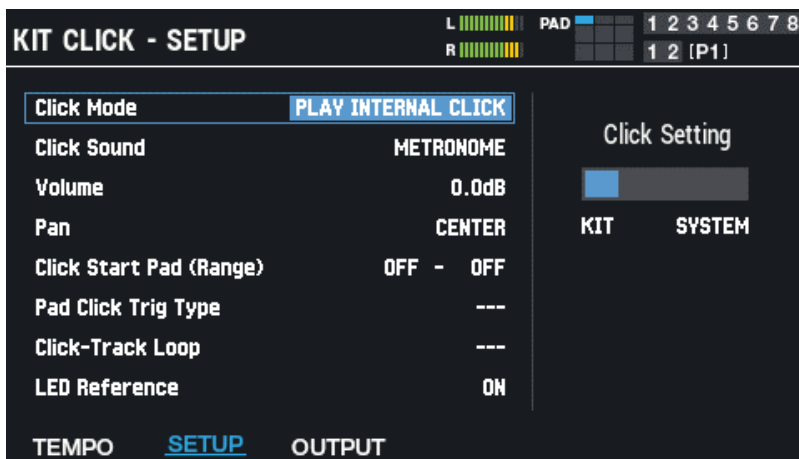 KIT CLICK - SETUP
L
R
PAD
1 2 3 4 5 6 7 8
1 2 [P1]
Click Mode PLAY INTERNAL CLICK
Click Sound METRONOME
Volume 0.0dB
Pan CENTER
Click Start Pad (Range) OFF - OFF
Pad Click Trig Type ---
Click-Track Loop ---
LED Reference ON
Click Setting
KIT SYSTEM
TEMPO SETUP OUTPUT